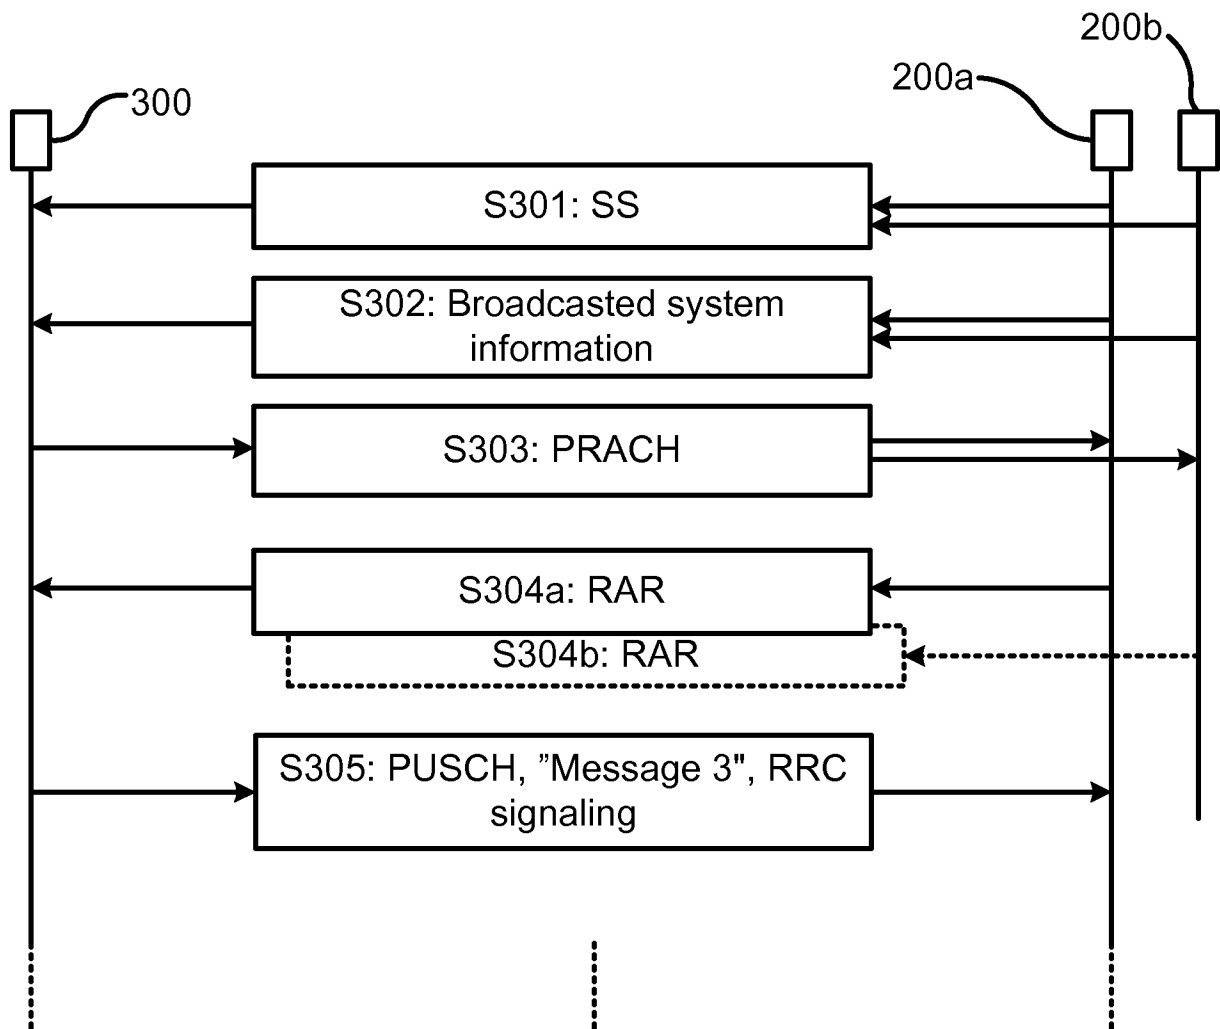 200b
200a
300
S301: SS
S302: Broadcasted system
information
S303: PRACH
S304a: RAR
S304b: RAR
S305: PUSCH, ”Message 3", RRC
signaling